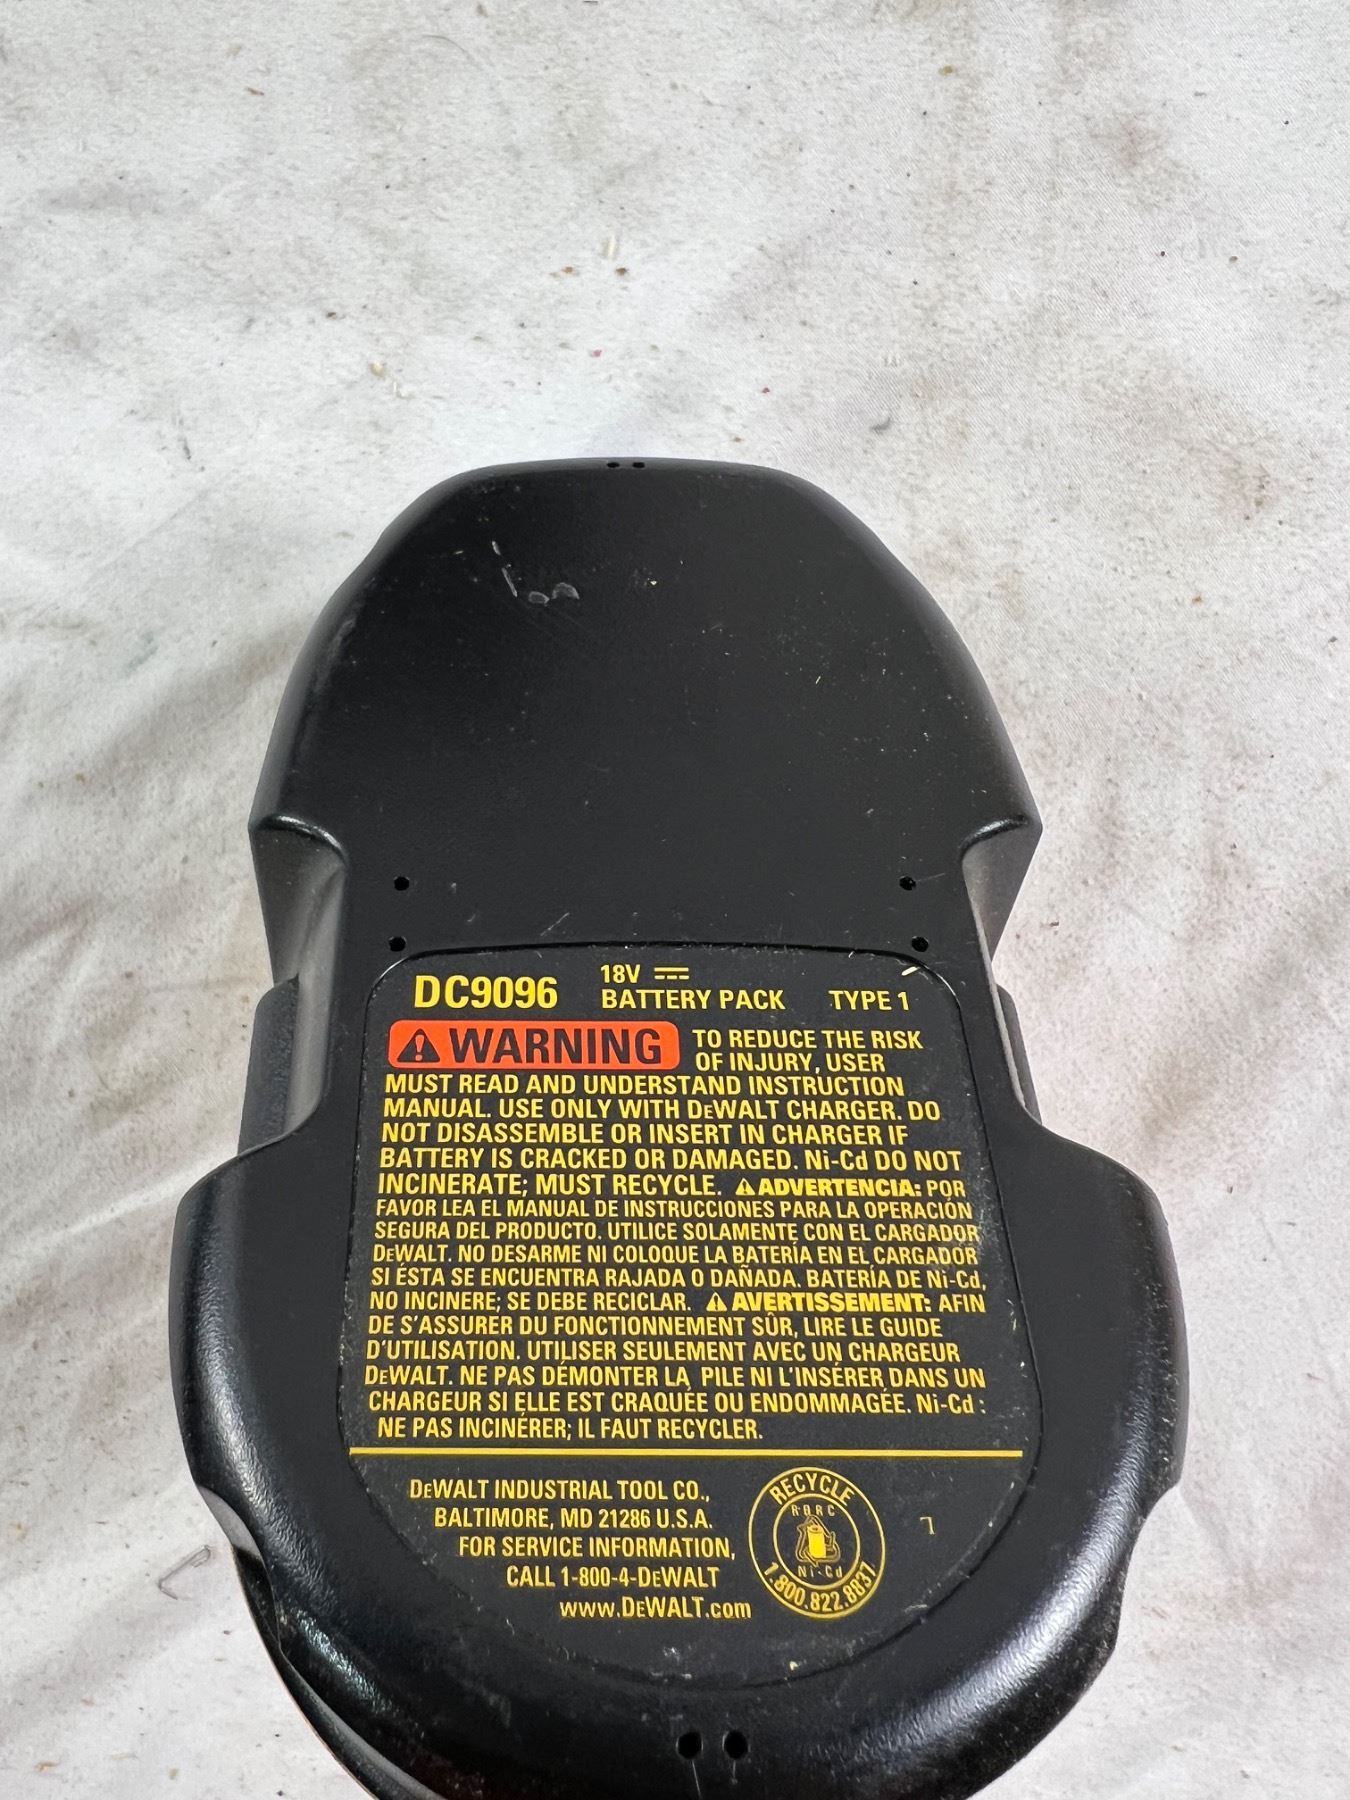 DC9096 18V
BATTERY PACK TYPE 1
WARNING TO REDUCE THE RISK
OF INJURY, USER
MUST READ AND UNDERSTAND INSTRUCTION
MANUAL. USE ONLY WITH DEWALT CHARGER. DO
NOT DISASSEMBLE OR INSERT IN CHARGER IF
BATTERY IS CRACKED OR DAMAGED. Ni-Cd DO NOT
INCINERATE; MUST RECYCLE. ADVERTENCIA: POR
FAVOR LEA EL MANUAL DE INSTRUCCIONES PARA LA OPERACIÓN
SEGURA DEL PRODUCTO. UTILICE SOLAMENTE CON EL CARGADOR
DEWALT. NO DESARME NI COLOQUE LA BATERÍA EN EL CARGADOR
SI ÉSTA SE ENCUENTRA RAJADA O DAÑADA. BATERÍA DE Ni-Cd,
NO INCINERE; SE DEBE RECICLAR. AVERTISSEMENT: AFIN
DE S'ASSURER DU FONCTIONNEMENT SÛR, LIRE LE GUIDE
D'UTILISATION. UTILISER SEULEMENT AVEC UN CHARGEUR
DEWALT. NE PAS DÉMONTER LA PILE NI L'INSÉRER DANS UN
CHARGEUR SI ELLE EST CRAQUÉE OU ENDOMMAGÉE. Ni-Cd :
NE PAS INCINÉRER; IL FAUT RECYCLER.
DEWALT INDUSTRIAL TOOL CO.,
BALTIMORE, MD 21286 U.S.A.
FOR SERVICE INFORMATION,
CALL 1-800-4-DEWALT
www.DEWALT.com
RECYCLE
RBRC
Ni-Cd
1.800.822.8837